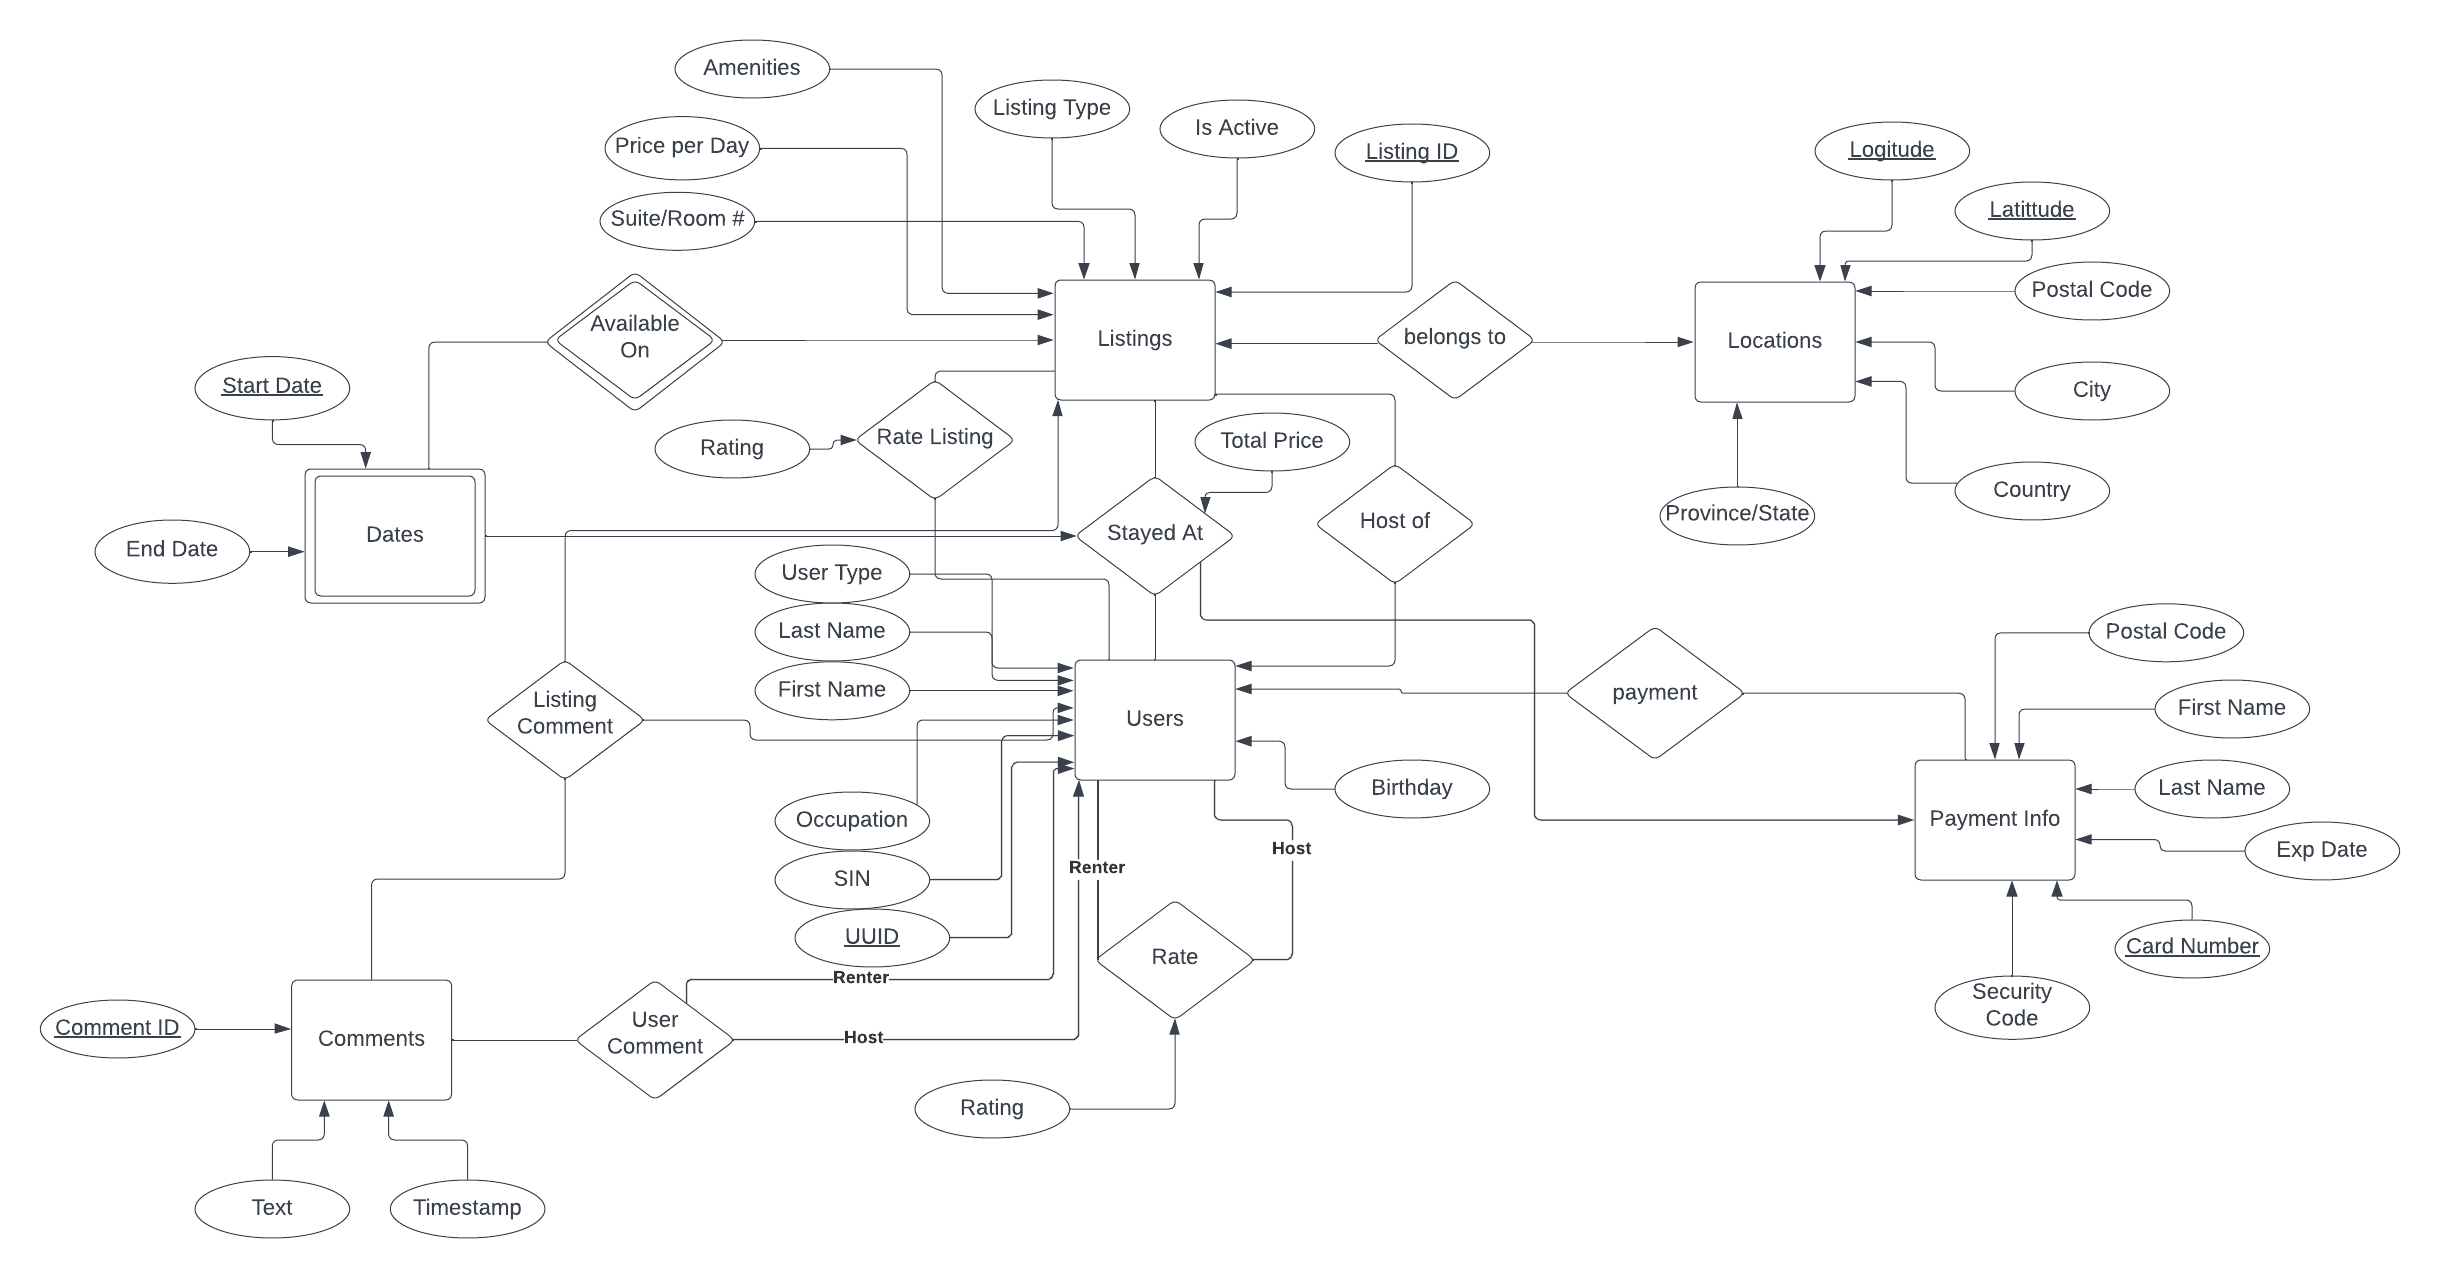 Amenities
Listing Type
Is Active
Price per Day
Listing ID
Logitude
Suite/Room #
Latittude
Postal Code
Available
On
Listings
belongs to
Locations
Start Date
City
Rating
Rate Listing
Total Price
Country
Province/State
End Date
Dates
Stayed At
Host of
User Type
Last Name
First Name
Listing
Comment
Users
payment
Postal Code
First Name
Birthday
Last Name
Occupation
Payment Info
Host
Renter
Exp Date
SIN
UUID
Rate
Card Number
Renter
Security
Code
Comment ID
Comments
User
Comment
Host
Rating
Text
Timestamp